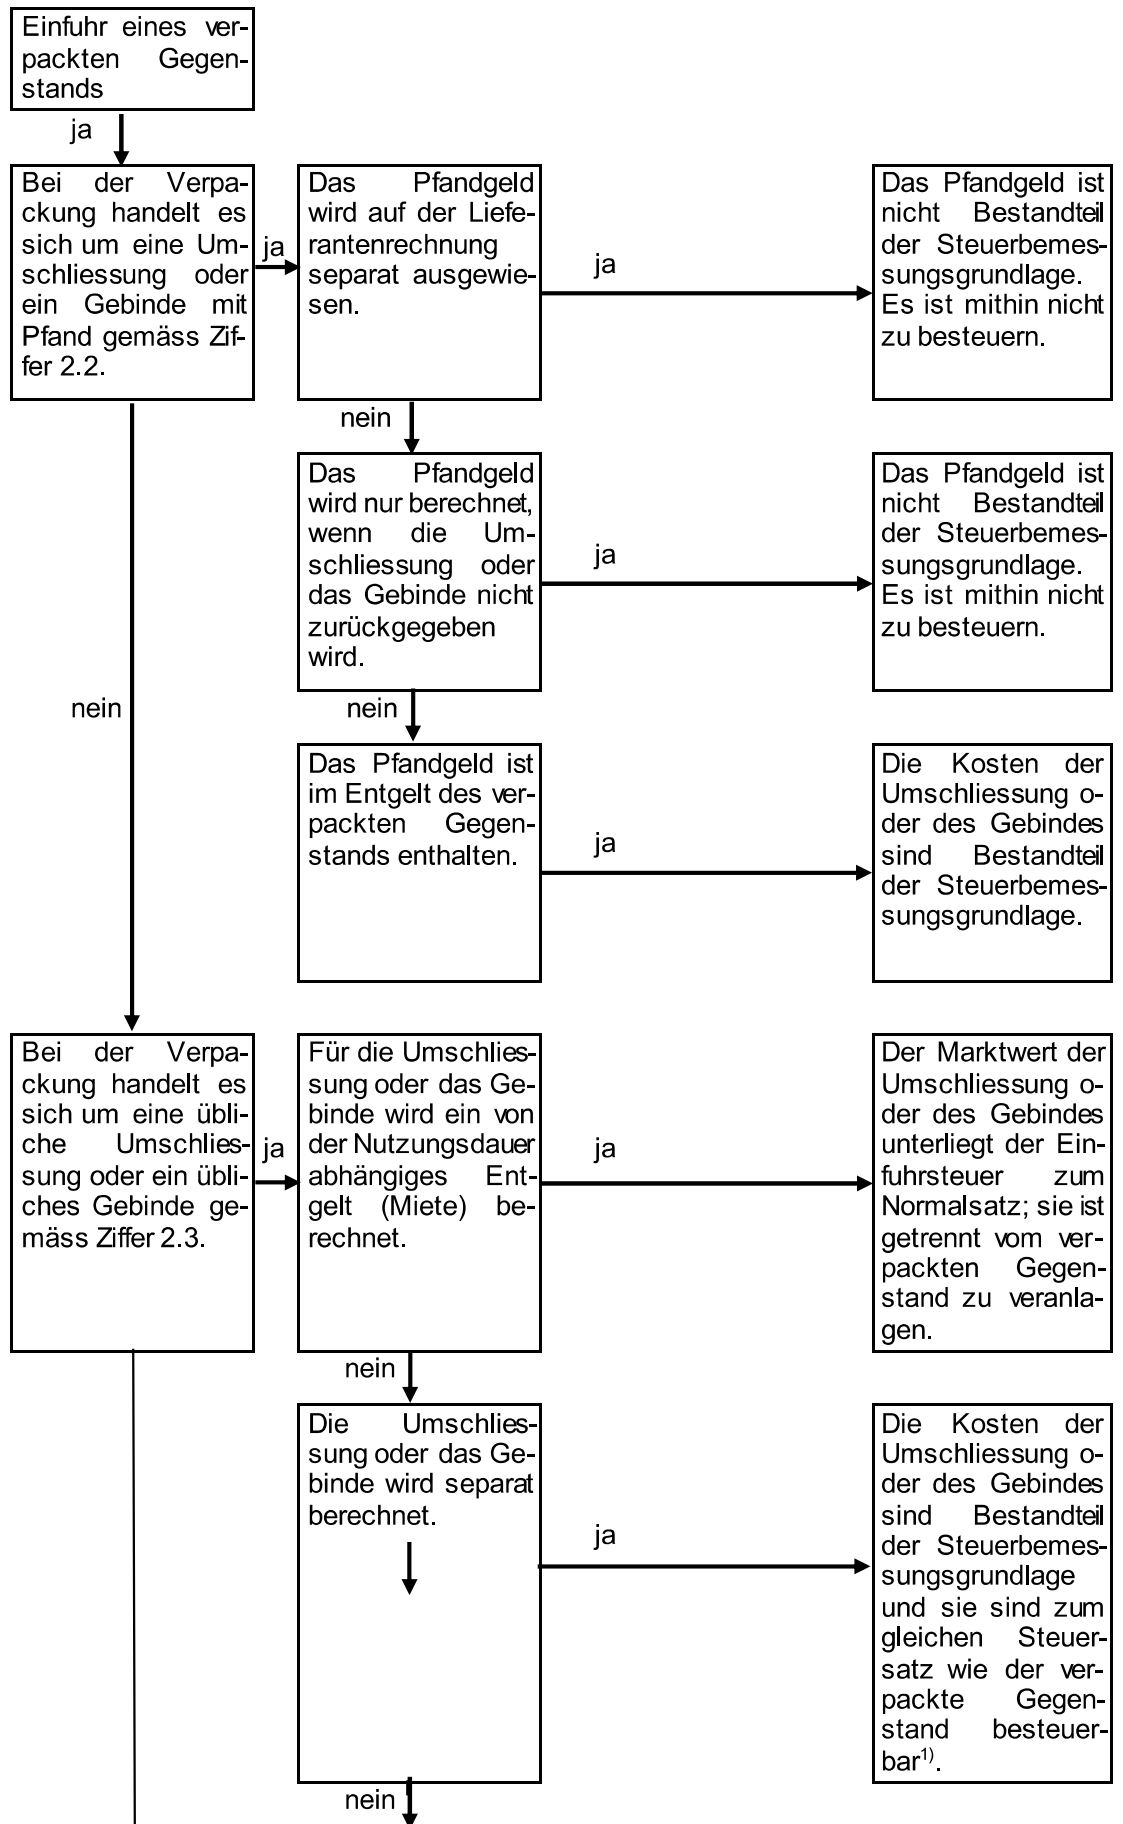 Einfuhr eines ver-
packten Gegen-
stands
ja
Bei der Verpa-
ckung handelt es
sich um eine Um-
schliessung oder
ein Gebinde mit
Pfand gemäss Zif-
fer 2.2.
ja
Das Pfandgeld
wird auf der Liefe-
rantenrechnung
separat ausgewie-
sen.
ja
Das Pfandgeld ist
nicht Bestandteil
der Steuerbemes-
sungsgrundlage.
Es ist mithin nicht
zu besteuern.
nein
Das Pfandgeld
wird nur berechnet,
wenn die Um-
schliessung oder
das Gebinde nicht
zurückgegeben
wird.
ja
Das Pfandgeld ist
nicht Bestandteil
der Steuerbemes-
sungsgrundlage.
Es ist mithin nicht
zu besteuern.
nein
nein
Das Pfandgeld ist
im Entgelt des ver-
packten Gegen-
stands enthalten.
ja
Die Kosten der
Umschliessung o-
der des Gebindes
sind Bestandteil
der Steuerbemes-
sungsgrundlage.
Bei der Verpa-
ckung handelt es
sich um eine übli-
che Umschlies-
sung oder ein übli-
ches Gebinde ge-
mäss Ziffer 2.3.
ja
Für die Umschlies-
sung oder das Ge-
binde wird ein von
der Nutzungsdauer
abhängiges Ent-
gelt (Miete) be-
rechnet.
ja
Der Marktwert der
Umschliessung o-
der des Gebindes
unterliegt der Ein-
fuhrsteuer zum
Normalsatz; sie ist
getrennt vom ver-
packten Gegen-
stand zu veranla-
gen.
nein
Die Umschlies-
sung oder das Ge-
binde wird separat
berechnet.
ja
Die Kosten der
Umschliessung o-
der des Gebindes
sind Bestandteil
der Steuerbemes-
sungsgrundlage
und sie sind zum
gleichen Steuer-
satz wie der ver-
packte Gegen-
stand besteuer-
bar1).
nein